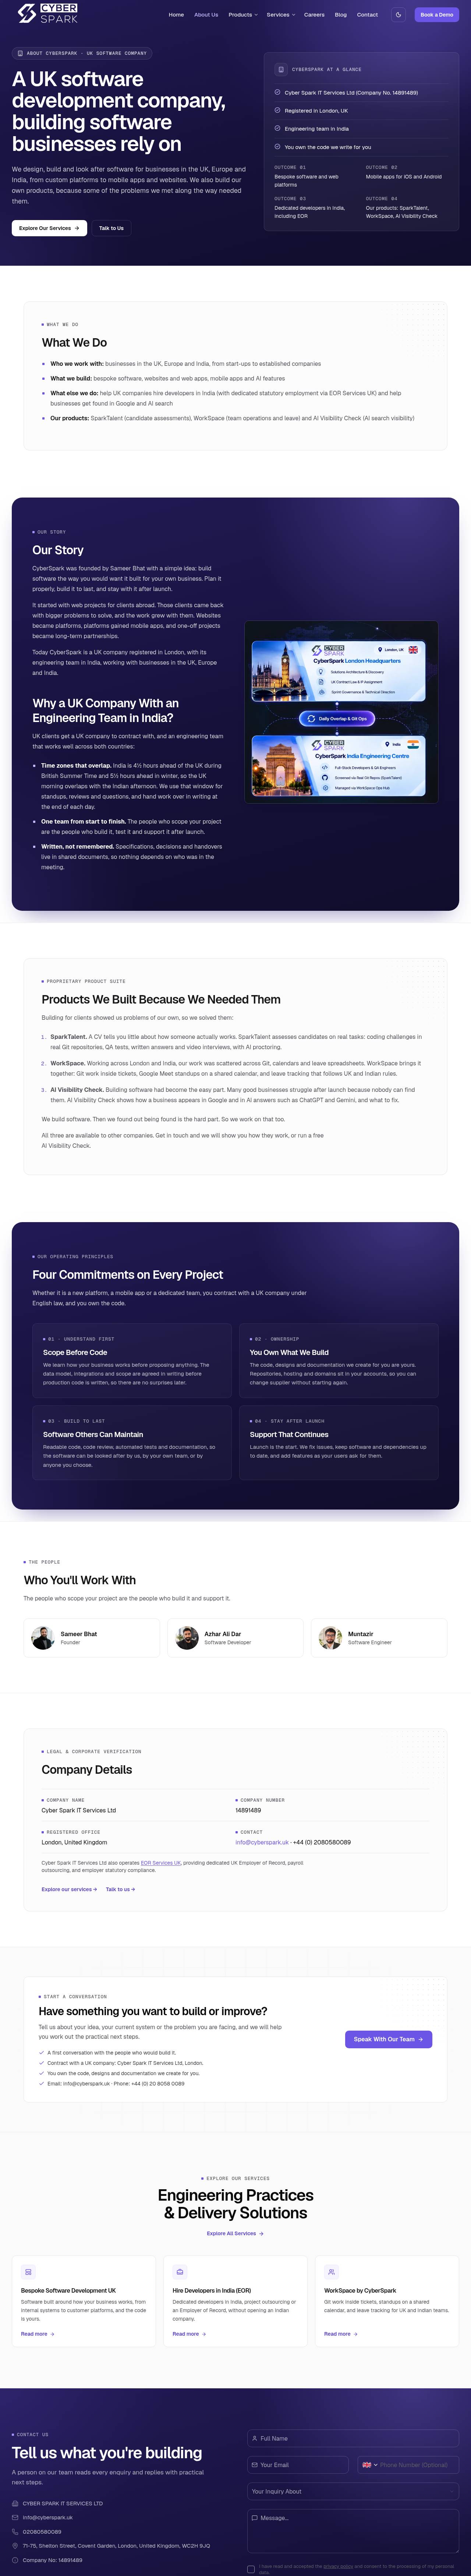 CYBER
SPARK
Home
About Us
Products
Services
Careers
Blog
Contact
Book a Demo
ABOUT CYBERSPARK · UK SOFTWARE COMPANY
A UK software
development company,
building software
businesses rely on
We design, build and look after software for businesses in the UK, Europe and
India, from custom platforms to mobile apps and websites. We also build our
own products, because some of the problems we met along the way needed
them.
Explore Our Services
Talk to Us
CYBERSPARK AT A GLANCE
Cyber Spark IT Services Ltd (Company No. 14891489)
Registered in London, UK
Engineering team in India
You own the code we write for you
OUTCOME 01
Bespoke software and web
platforms
OUTCOME 02
Mobile apps for iOS and Android
OUTCOME 03
Dedicated developers in India,
including EOR
OUTCOME 04
Our products: SparkTalent,
WorkSpace, AI Visibility Check
WHAT WE DO
What We Do
Who we work with: businesses in the UK, Europe and India, from start-ups to established companies
What we build: bespoke software, websites and web apps, mobile apps and AI features
What else we do: help UK companies hire developers in India (with dedicated statutory employment via EOR Services UK) and help
businesses get found in Google and AI search
Our products: SparkTalent (candidate assessments), WorkSpace (team operations and leave) and AI Visibility Check (AI search visibility)
OUR STORY
Our Story
CyberSpark was founded by Sameer Bhat with a simple idea: build
software the way you would want it built for your own business. Plan it
properly, build it to last, and stay with it after launch.
It started with web projects for clients abroad. Those clients came back
with bigger problems to solve, and the work grew with them. Websites
became platforms, platforms gained mobile apps, and one-off projects
became long-term partnerships.
Today CyberSpark is a UK company registered in London, with its
engineering team in India, working with businesses in the UK, Europe
and India.
Why a UK Company With an
Engineering Team in India?
UK clients get a UK company to contract with, and an engineering team
that works well across both countries:
Time zones that overlap. India is 4½ hours ahead of the UK during
British Summer Time and 5½ hours ahead in winter, so the UK
morning overlaps with the Indian afternoon. We use that window for
standups, reviews and questions, and hand work over in writing at
the end of each day.
One team from start to finish. The people who scope your project
are the people who build it, test it and support it after launch.
Written, not remembered. Specifications, decisions and handovers
live in shared documents, so nothing depends on who was in the
meeting.
CYBER
SPARK
London, UK
CyberSpark London Headquarters
Solutions Architecture & Discovery
UK Contract Law & IP Assignment
Sprint Governance & Technical Direction
Daily Overlap & Git Ops
CYBER
SPARK
India
CyberSpark India Engineering Centre
Full-Stack Developers & QA Engineers
Screened via Real Git Repos (SparkTalent)
Managed via WorkSpace Ops Hub
PROPRIETARY PRODUCT SUITE
Products We Built Because We Needed Them
Building for clients showed us problems of our own, so we solved them:
1. SparkTalent. A CV tells you little about how someone actually works. SparkTalent assesses candidates on real tasks: coding challenges in
real Git repositories, QA tests, written answers and video interviews, with AI proctoring.
2. WorkSpace. Working across London and India, our work was scattered across Git, calendars and leave spreadsheets. WorkSpace brings it
together: Git work inside tickets, Google Meet standups on a shared calendar, and leave tracking that follows UK and Indian rules.
3. AI Visibility Check. Building software had become the easy part. Many good businesses struggle after launch because nobody can find
them. AI Visibility Check shows how a business appears in Google and in AI answers such as ChatGPT and Gemini, and what to fix.
We build software. Then we found out being found is the hard part. So we work on that too.
All three are available to other companies. Get in touch and we will show you how they work, or run a free
AI Visibility Check.
OUR OPERATING PRINCIPLES
Four Commitments on Every Project
Whether it is a new platform, a mobile app or a dedicated team, you contract with a UK company under
English law, and you own the code.
01 · UNDERSTAND FIRST
Scope Before Code
We learn how your business works before proposing anything. The
data model, integrations and scope are agreed in writing before
production code is written, so there are no surprises later.
02 · OWNERSHIP
You Own What We Build
The code, designs and documentation we create for you are yours.
Repositories, hosting and domains sit in your accounts, so you can
change supplier without starting again.
03 · BUILD TO LAST
Software Others Can Maintain
Readable code, code review, automated tests and documentation, so
the software can be looked after by us, by your own team, or by
anyone you choose.
04 · STAY AFTER LAUNCH
Support That Continues
Launch is the start. We fix issues, keep software and dependencies up
to date, and add features as your users ask for them.
THE PEOPLE
Who You'll Work With
The people who scope your project are the people who build it and support it.
Sameer Bhat
Founder
Azhar Ali Dar
Software Developer
Muntazir
Software Engineer
LEGAL & CORPORATE VERIFICATION
Company Details
COMPANY NAME
Cyber Spark IT Services Ltd
COMPANY NUMBER
14891489
REGISTERED OFFICE
London, United Kingdom
CONTACT
info@cyberspark.uk · +44 (0) 2080580089
Cyber Spark IT Services Ltd also operates EOR Services UK, providing dedicated UK Employer of Record, payroll
outsourcing, and employer statutory compliance.
Explore our services →
Talk to us →
START A CONVERSATION
Have something you want to build or improve?
Tell us about your idea, your current system or the problem you are facing, and we will help
you work out the practical next steps.
A first conversation with the people who would build it.
Contract with a UK company: Cyber Spark IT Services Ltd, London.
You own the code, designs and documentation we create for you.
Email: info@cyberspark.uk · Phone: +44 (0) 20 8058 0089
Speak With Our Team
EXPLORE OUR SERVICES
Engineering Practices
& Delivery Solutions
Explore All Services
Bespoke Software Development UK
Software built around how your business works, from
internal systems to customer platforms, and the code
is yours.
Read more
Hire Developers in India (EOR)
Dedicated developers in India, project outsourcing or
an Employer of Record, without opening an Indian
company.
Read more
WorkSpace by CyberSpark
Git work inside tickets, standups on a shared
calendar, and leave tracking for UK and Indian teams.
Read more
CONTACT US
Tell us what you're building
Our team reads every enquiry and replies with practical
next steps.
CYBER SPARK IT SERVICES LTD
info@cyberspark.uk
02080580089
71-75, Shelton Street, Covent Garden, London, United Kingdom, WC2H 9JQ
Company No: 14891489
Full Name
Your Email
Phone Number (Optional)
Your Inquiry About
Message...
I have read and accepted the privacy policy and consent to the processing of my personal
data.